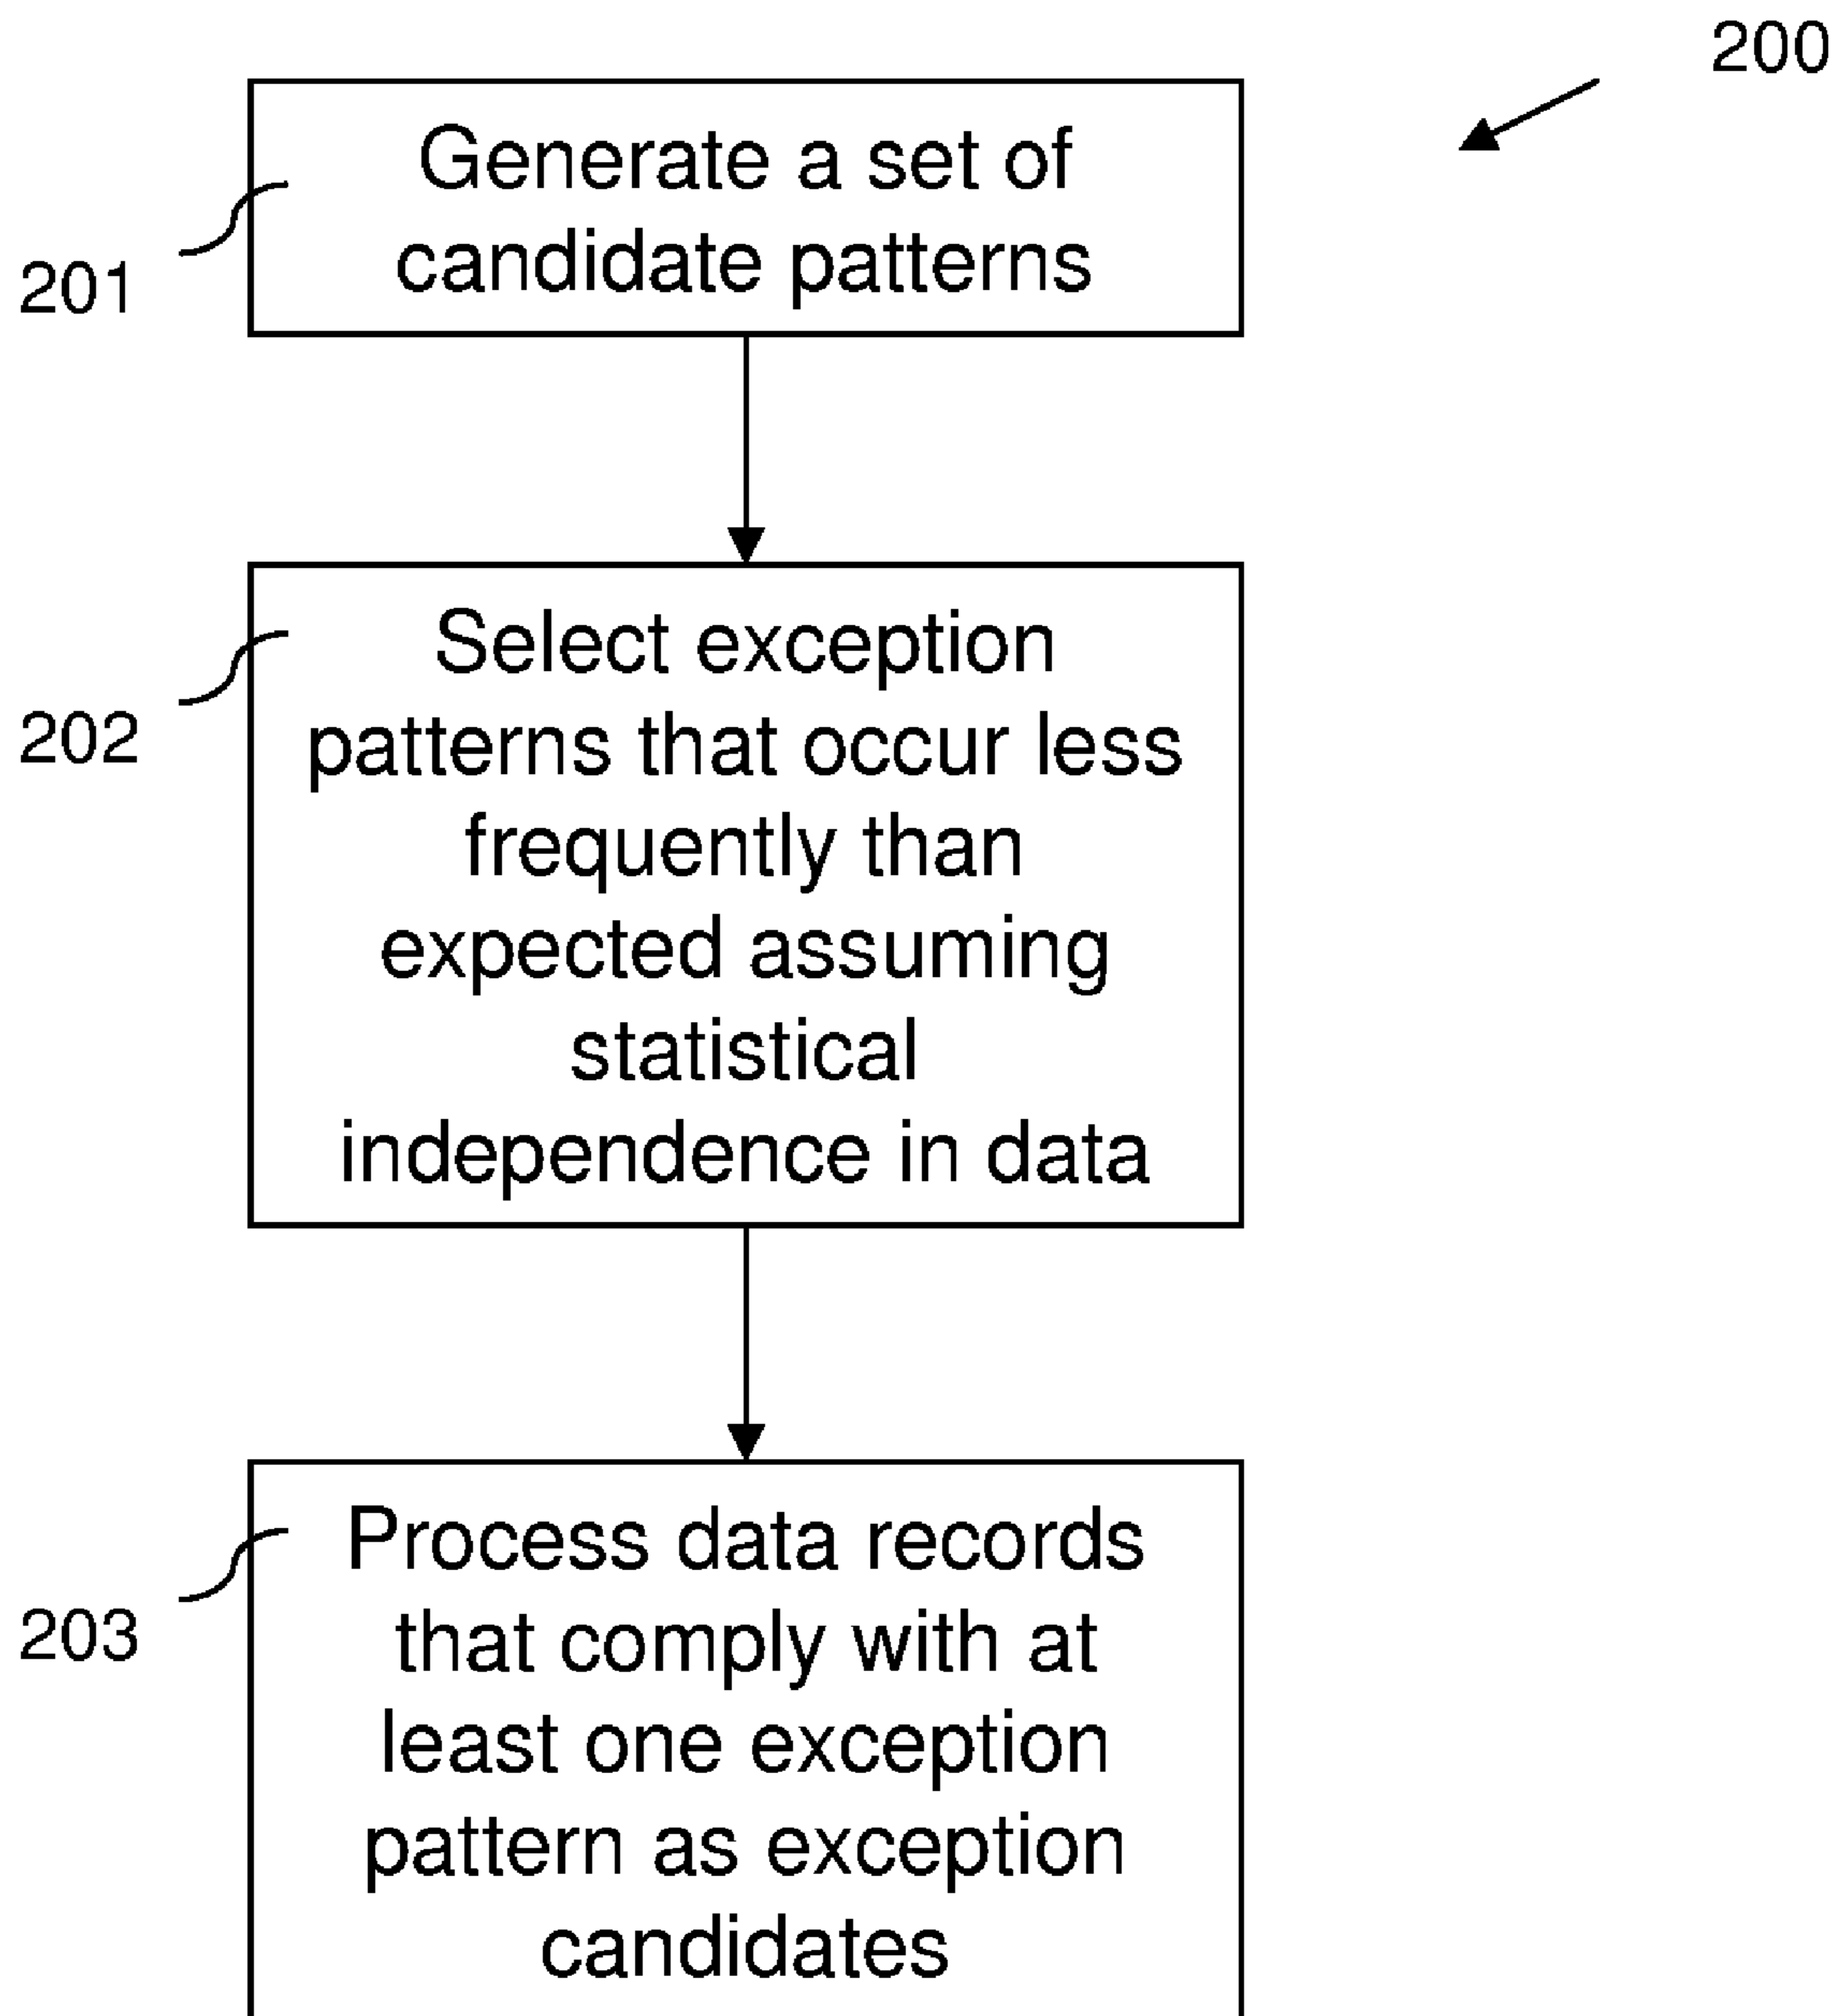 200
Generate a set of
candidate patterns
201
Select exception
patterns that occur less
frequently than
expected assuming
statistical
independence in data
202
Process data records
that comply with at
least one exception
pattern as exception
candidates
203